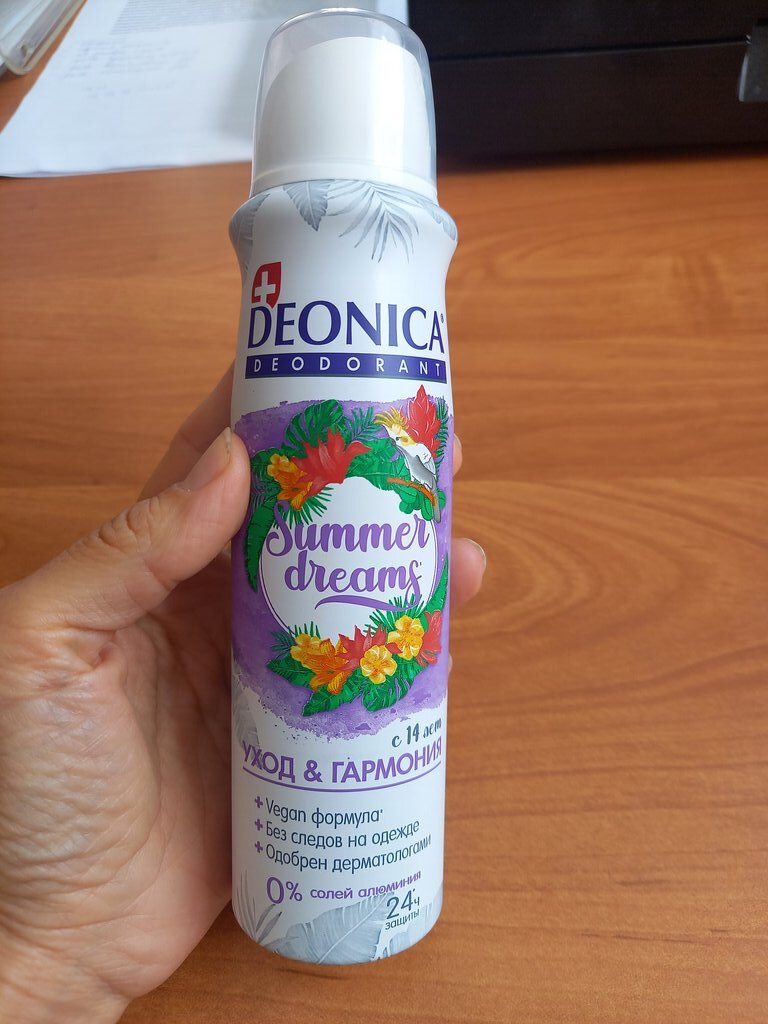 DEONICA®
DEODORANT
Summer
dreams*
с 14 лет
УХОД & ГАРМОНИЯ
+ Vegan формула*
+ Без следов на одежде
+ Одобрен дерматологами
0% солей алюминия
24*ч
защиты